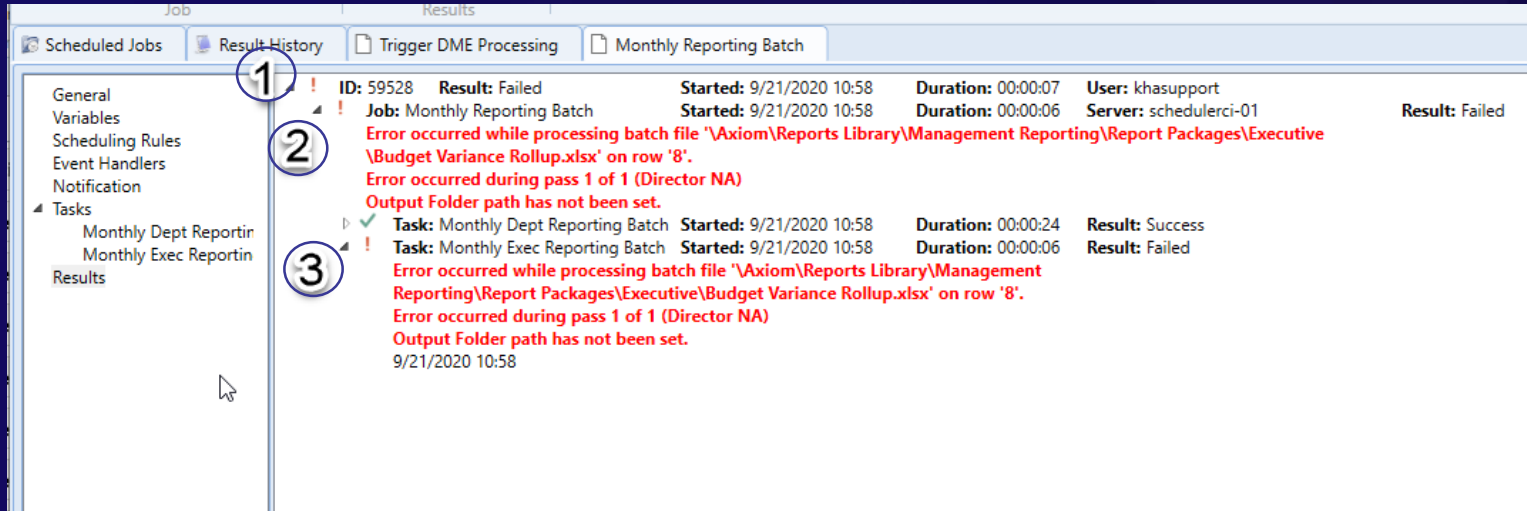 Job Results
Scheduled Jobs Result History Trigger DME Processing Monthly Reporting Batch
General
Variables
Scheduling Rules
Event Handlers
Notification
Tasks
Monthly Dept Reportin
Monthly Exec Reportin
Results
1
ID: 59528 Result: Failed Started: 9/21/2020 10:58 Duration: 00:00:07 User: khasupport
Job: Monthly Reporting Batch Started: 9/21/2020 10:58 Duration: 00:00:06 Server: schedulerci-01 Result: Failed
2
Error occurred while processing batch file '\Axiom\Reports Library\Management Reporting\Report Packages\Executive
\Budget Variance Rollup.xlsx' on row '8'.
Error occurred during pass 1 of 1 (Director NA)
Output Folder path has not been set.
Task: Monthly Dept Reporting Batch Started: 9/21/2020 10:58 Duration: 00:00:24 Result: Success
Task: Monthly Exec Reporting Batch Started: 9/21/2020 10:58 Duration: 00:00:06 Result: Failed
3
Error occurred while processing batch file '\Axiom\Reports Library\Management
Reporting\Report Packages\Executive\Budget Variance Rollup.xlsx' on row '8'.
Error occurred during pass 1 of 1 (Director NA)
Output Folder path has not been set.
9/21/2020 10:58